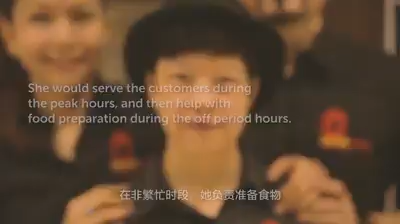 She would serve the customers during
the peak hours, and then help with
food preparation during the off period hours.
在非繁忙时段 她负责准备食物